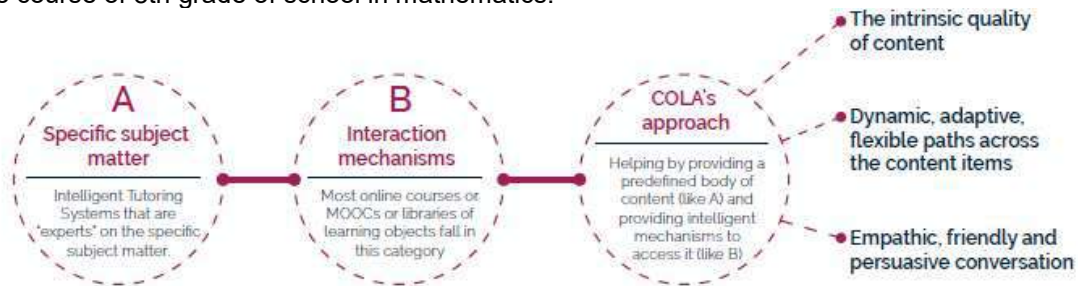 course of 8th grade of school in mathematics.
A
Specific subject
matter
Intelligent Tutoring
Systems that are
"experts" on the specific
subject matter.
B
Interaction
mechanisms
Most online courses or
MOOCs or libraries of
learning objects fall in
this category
COLA's
approach
Helping by providing a
predefined body of
content (like A) and
providing intelligent
mechanisms to
access it (like B)
The intrinsic quality
of content
Dynamic, adaptive,
flexible paths across
the content items
Empathic, friendly and
persuasive conversation